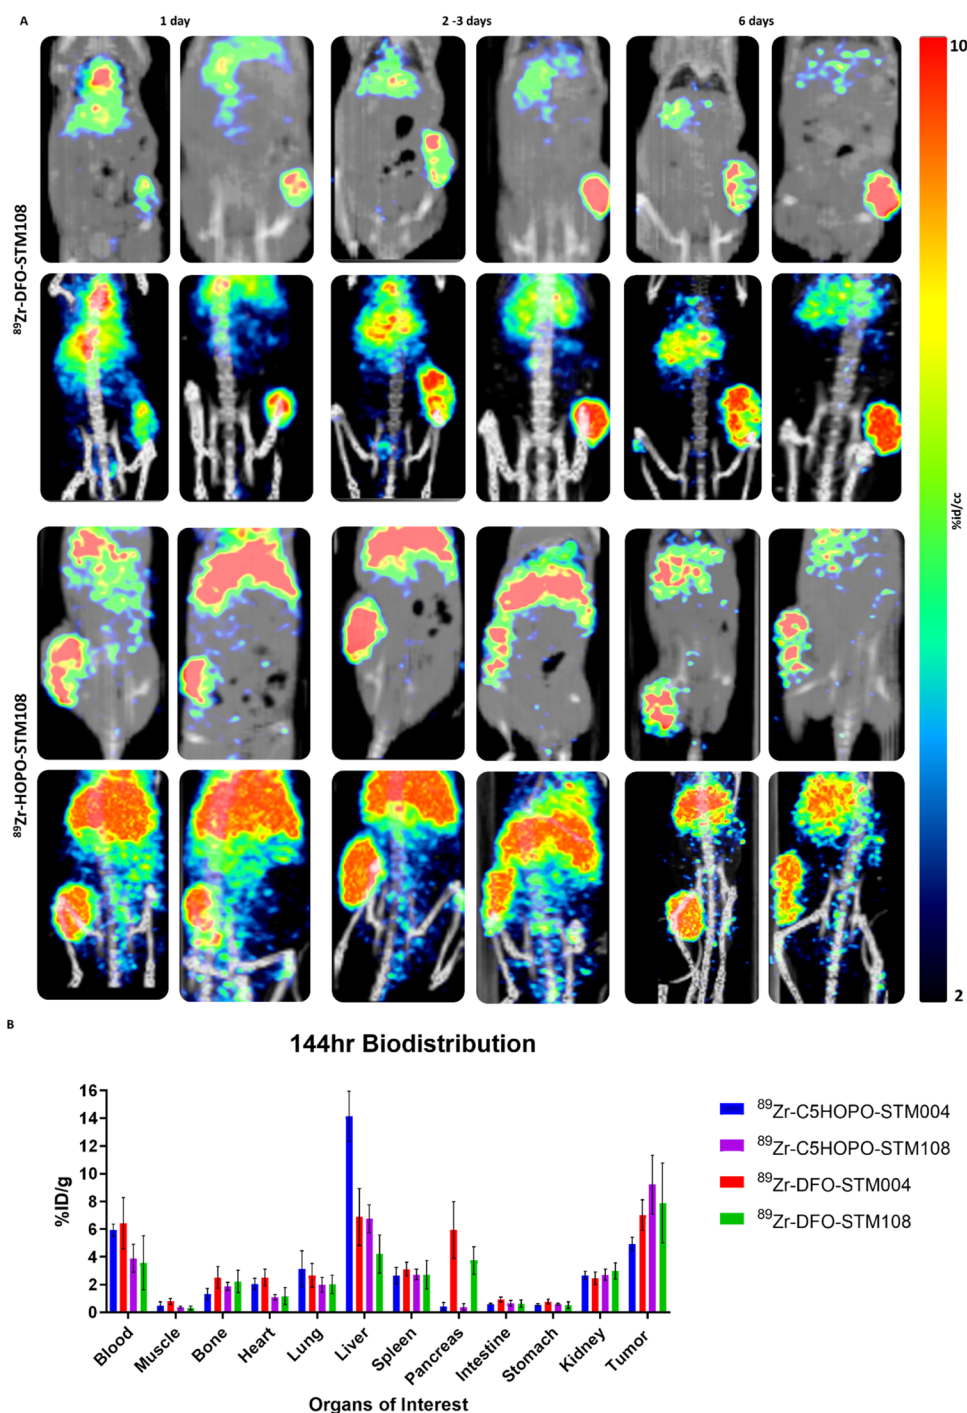 A
1 day
2 -3 days
6 days
⁸⁹Zr-DFO-STM108
⁸⁹Zr-HOPO-STM108
10
%id/cc
2
B
144hr Biodistribution
%ID/g
16
14
12
10
8
6
4
2
0
Blood
Muscle
Bone
Heart
Lung
Liver
Spleen
Pancreas
Intestine
Stomach
Kidney
Tumor
Organs of Interest
⁸⁹Zr-C5HOPO-STM004
⁸⁹Zr-C5HOPO-STM108
⁸⁹Zr-DFO-STM004
⁸⁹Zr-DFO-STM108